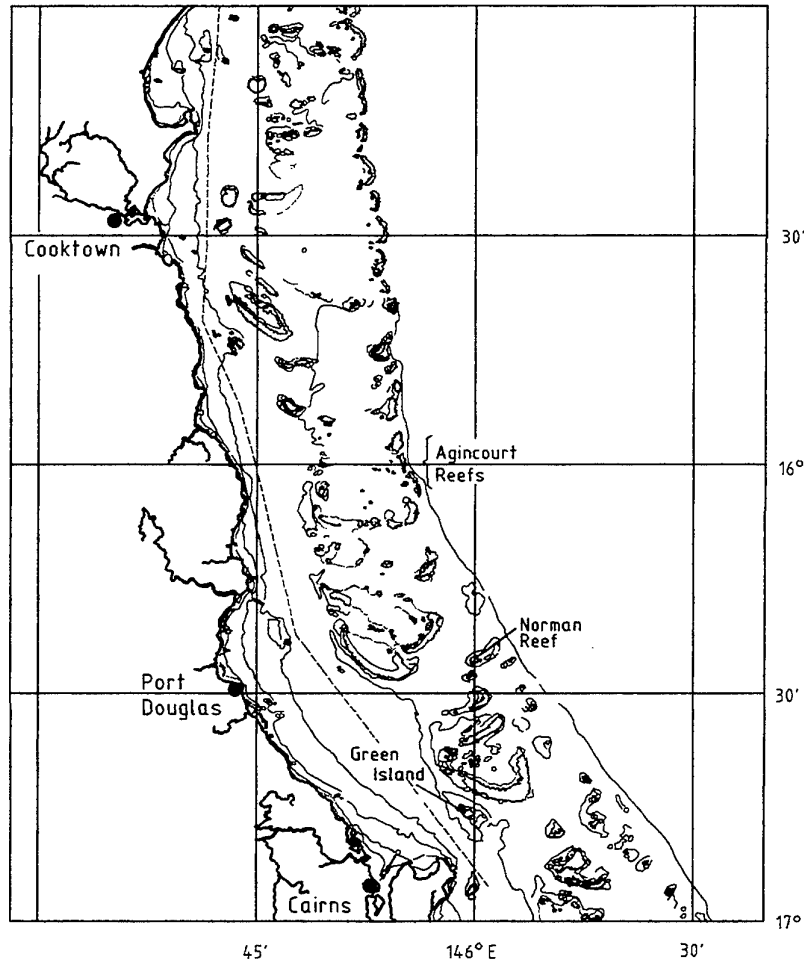 Cooktown
30'
Agincourt
Reefs
16°
Norman
Reef
Port
Douglas
30'
Green
Island
Cairns
17°
45'
146° E
30'